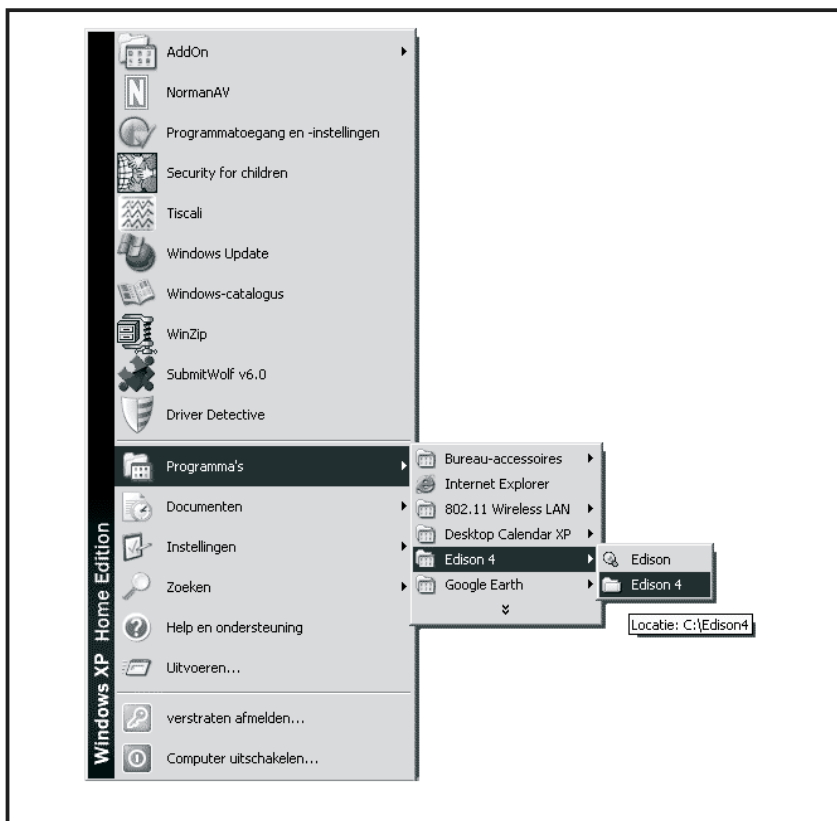 AddOn
NormanAV
Programmatoegang en -instellingen
Security for children
Tiscali
Windows Update
Windows-catalogus
WinZip
SubmitWolf v6.0
Driver Detective
Programma's
Documenten
Instellingen
Zoeken
Help en ondersteuning
Uitvoeren...
verstraten afmelden...
Computer uitschakelen...
Windows XP Home Edition
Bureau-accessoires
Internet Explorer
802.11 Wireless LAN
Desktop Calendar XP
Edison 4
Google Earth
Edison
Edison 4
Locatie: C:\Edison4